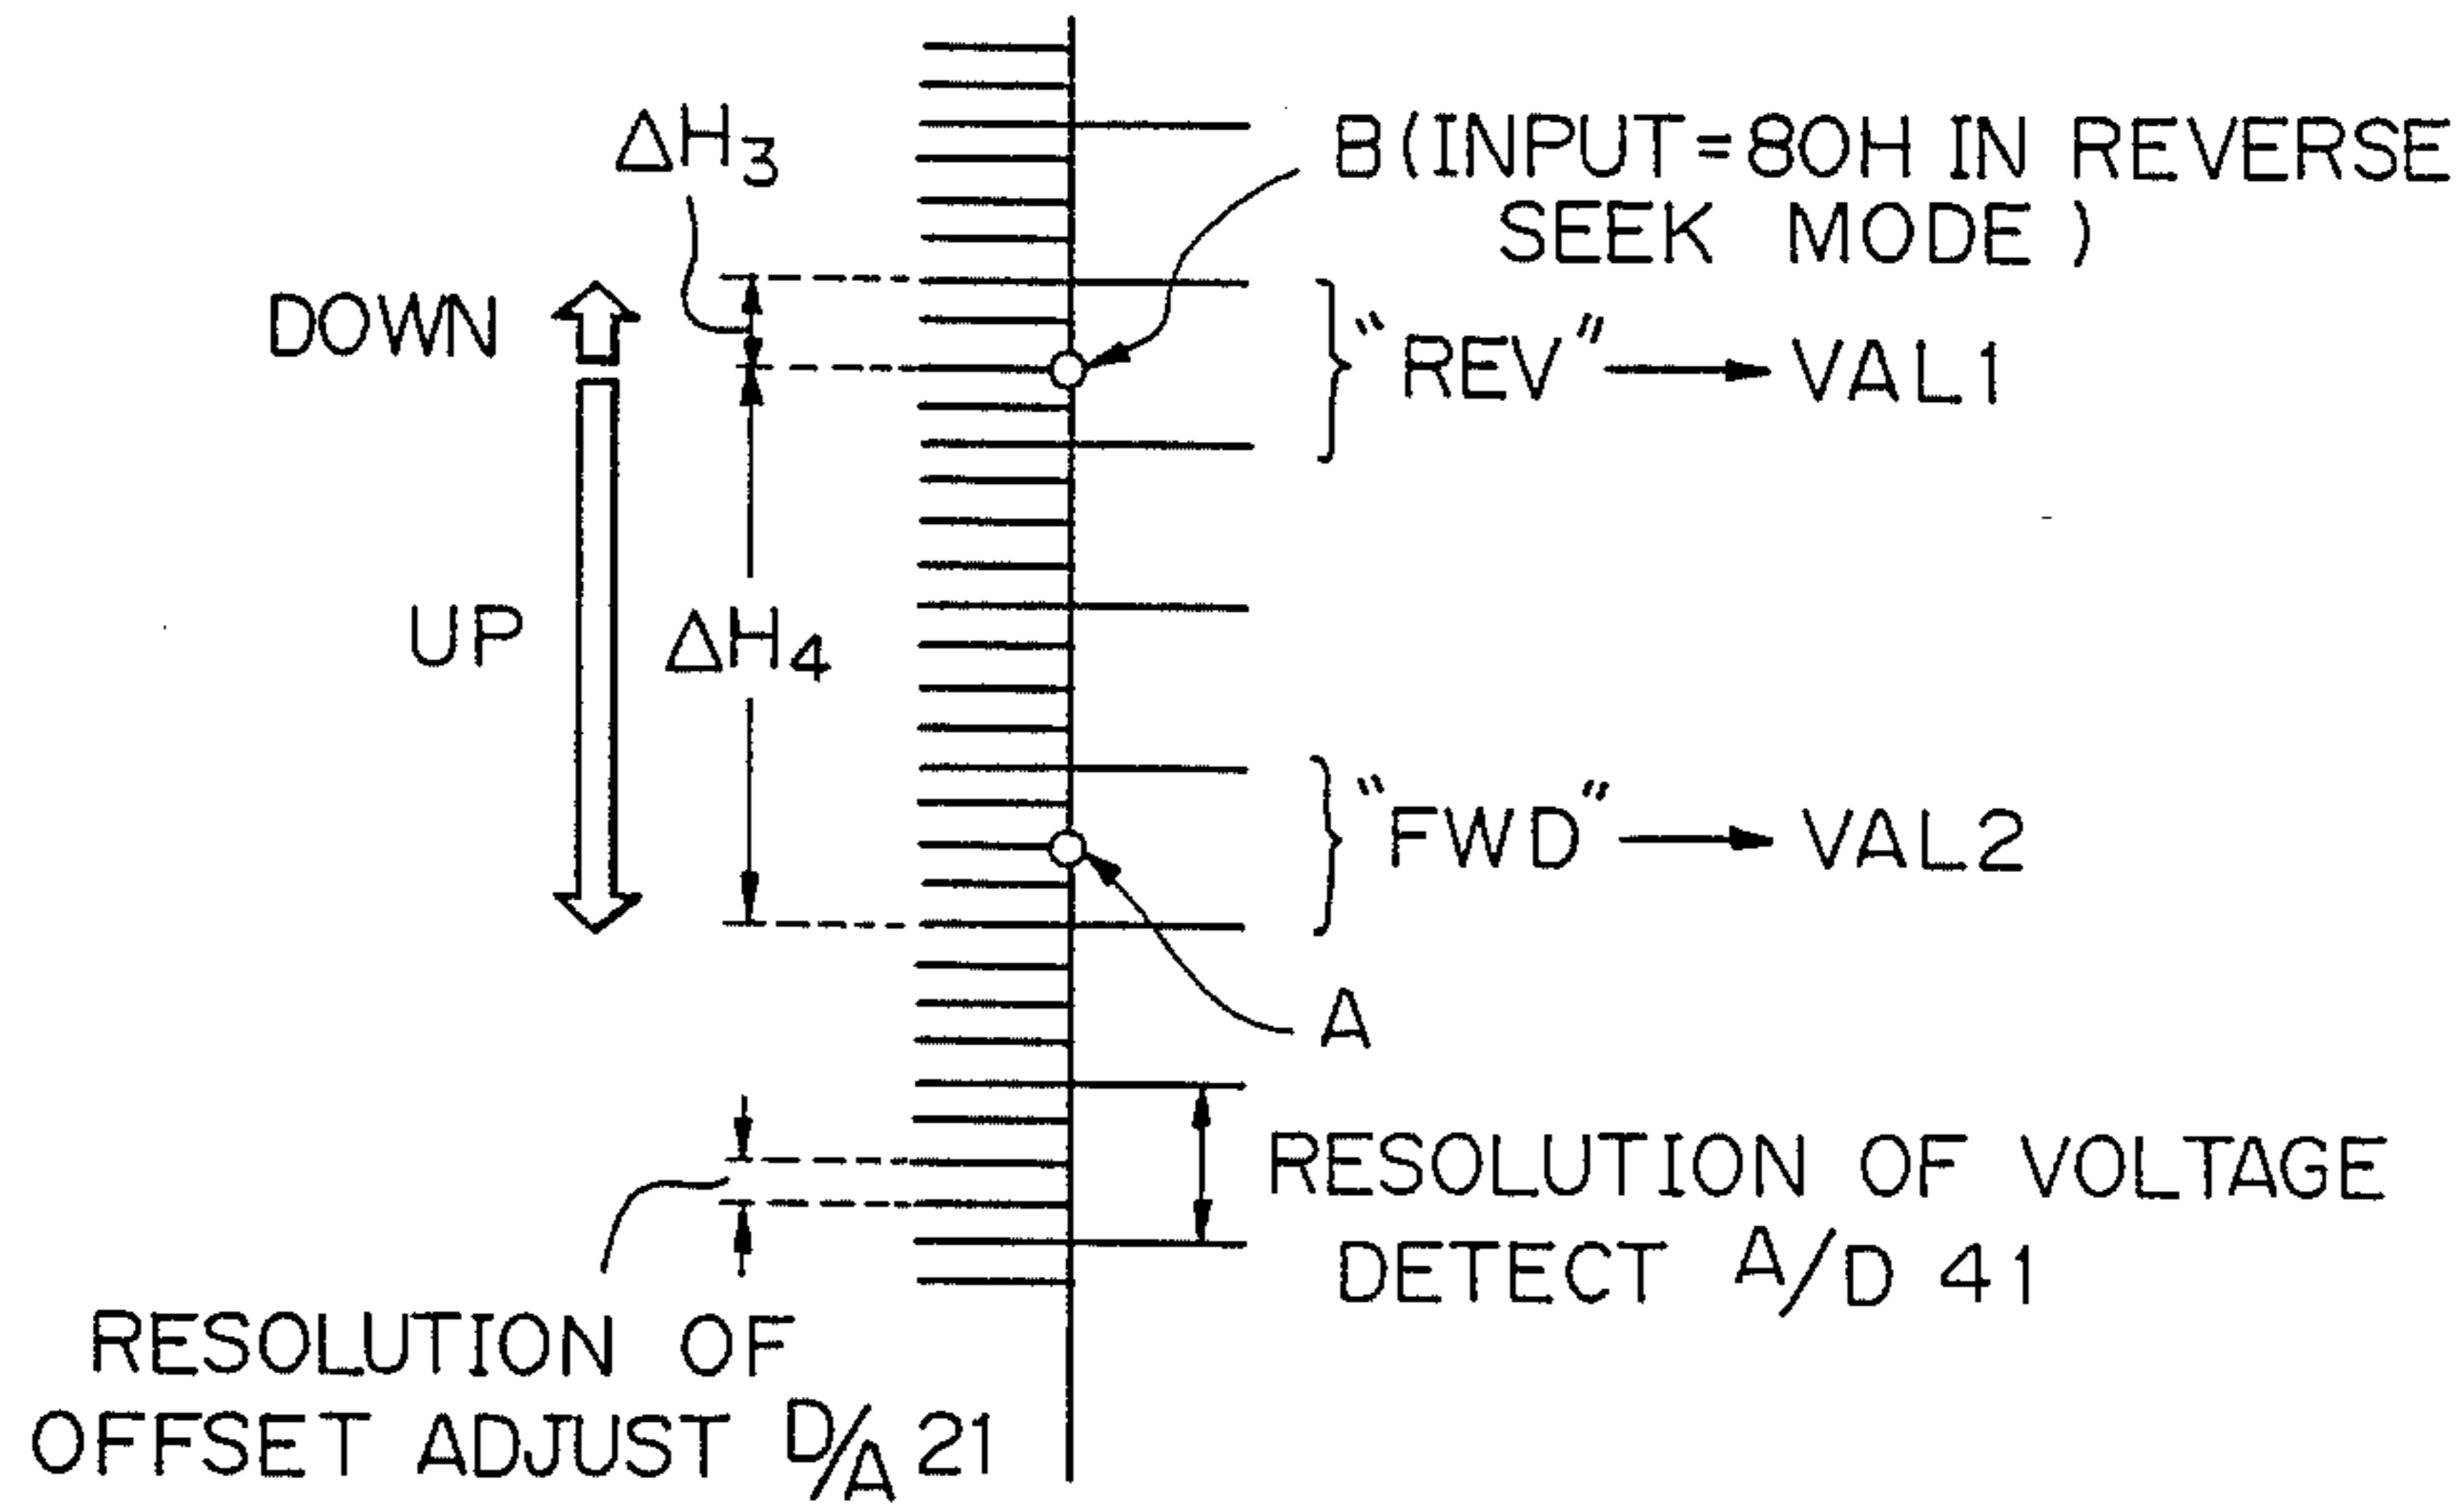 B(INPUT=80H IN REVERSE
SEEK MODE)
ΔH3
DOWN
"REV" → VAL1
UP
ΔH4
"FWD" → VAL2
A
RESOLUTION OF VOLTAGE
DETECT A/D 41
RESOLUTION OF
OFFSET ADJUST D/A 21